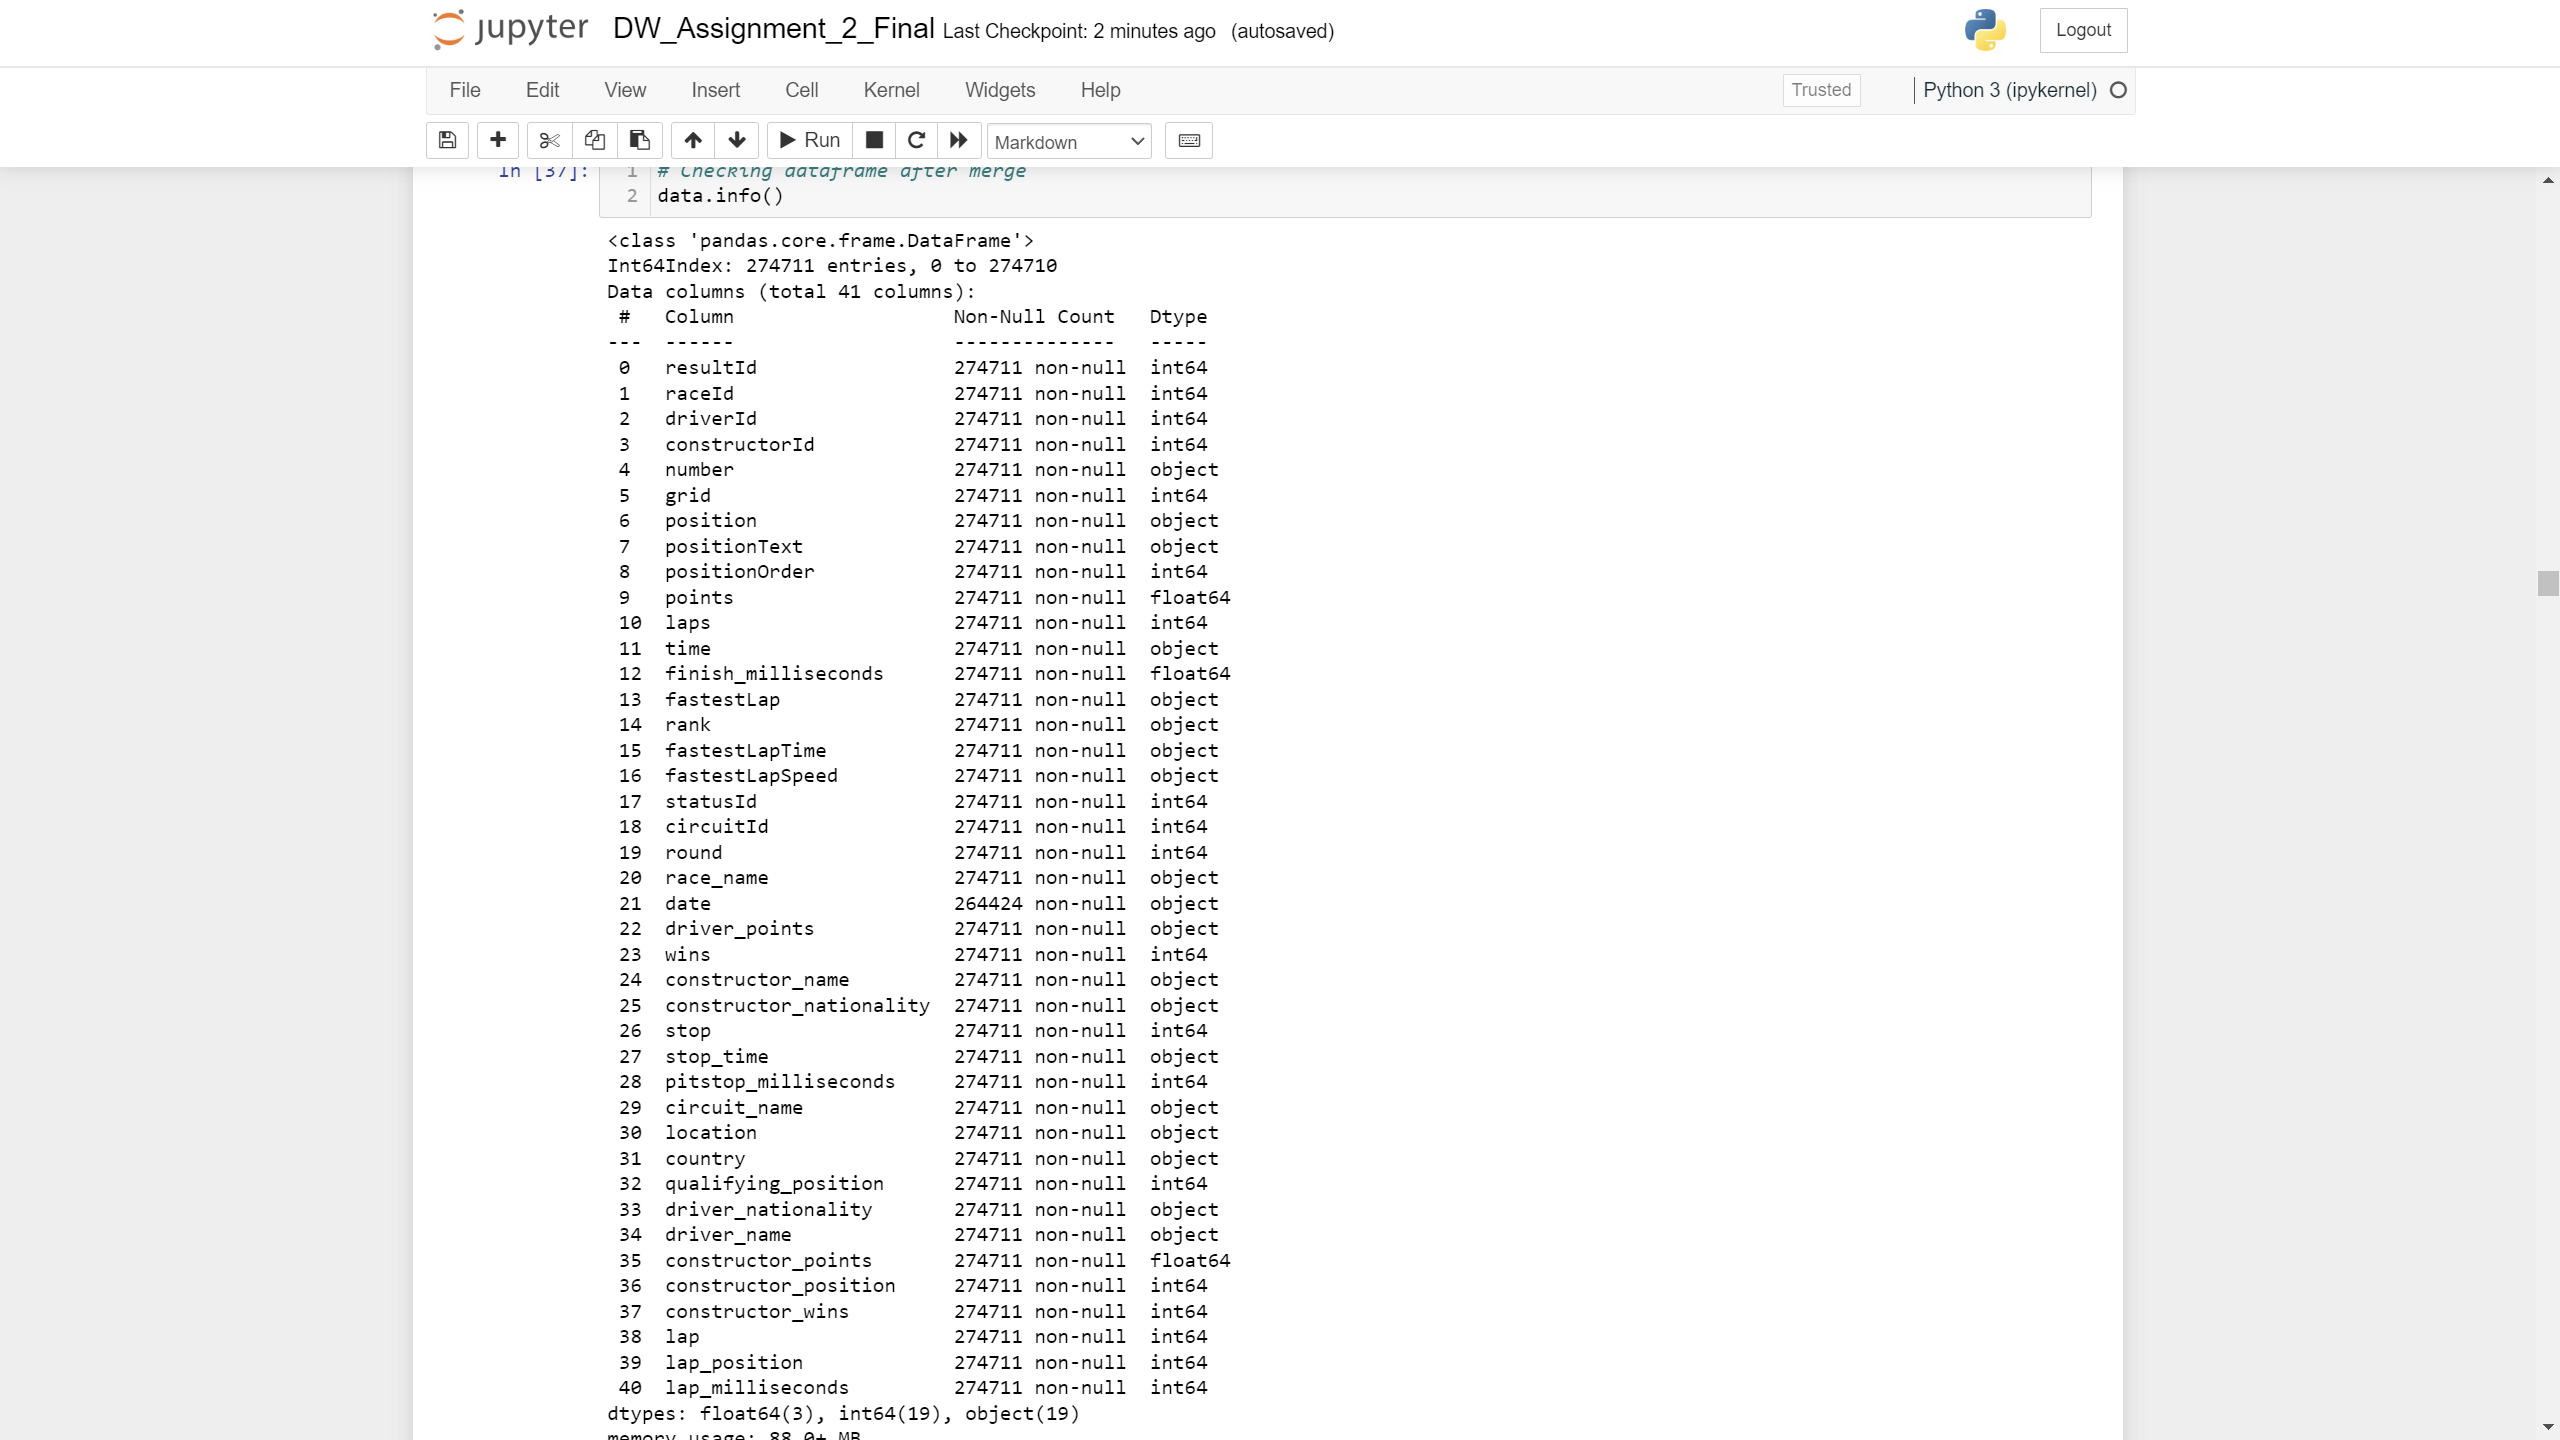 jupyter DW_Assignment_2_Final Last Checkpoint: 2 minutes ago (autosaved) Logout
File Edit View Insert Cell Kernel Widgets Help Trusted Python 3 (ipykernel)
Run Markdown
In [37]: 1 # Checking dataframe after merge
2 data.info()
<class 'pandas.core.frame.DataFrame'>
Int64Index: 274711 entries, 0 to 274710
Data columns (total 41 columns):
# Column Non-Null Count Dtype
--- ------ -------------- -----
0 resultId 274711 non-null int64
1 raceId 274711 non-null int64
2 driverId 274711 non-null int64
3 constructorId 274711 non-null int64
4 number 274711 non-null object
5 grid 274711 non-null int64
6 position 274711 non-null object
7 positionText 274711 non-null object
8 positionOrder 274711 non-null int64
9 points 274711 non-null float64
10 laps 274711 non-null int64
11 time 274711 non-null object
12 finish_milliseconds 274711 non-null float64
13 fastestLap 274711 non-null object
14 rank 274711 non-null object
15 fastestLapTime 274711 non-null object
16 fastestLapSpeed 274711 non-null object
17 statusId 274711 non-null int64
18 circuitId 274711 non-null int64
19 round 274711 non-null int64
20 race_name 274711 non-null object
21 date 264424 non-null object
22 driver_points 274711 non-null object
23 wins 274711 non-null int64
24 constructor_name 274711 non-null object
25 constructor_nationality 274711 non-null object
26 stop 274711 non-null int64
27 stop_time 274711 non-null object
28 pitstop_milliseconds 274711 non-null int64
29 circuit_name 274711 non-null object
30 location 274711 non-null object
31 country 274711 non-null object
32 qualifying_position 274711 non-null int64
33 driver_nationality 274711 non-null object
34 driver_name 274711 non-null object
35 constructor_points 274711 non-null float64
36 constructor_position 274711 non-null int64
37 constructor_wins 274711 non-null int64
38 lap 274711 non-null int64
39 lap_position 274711 non-null int64
40 lap_milliseconds 274711 non-null int64
dtypes: float64(3), int64(19), object(19)
memory usage: 88.0+ MB